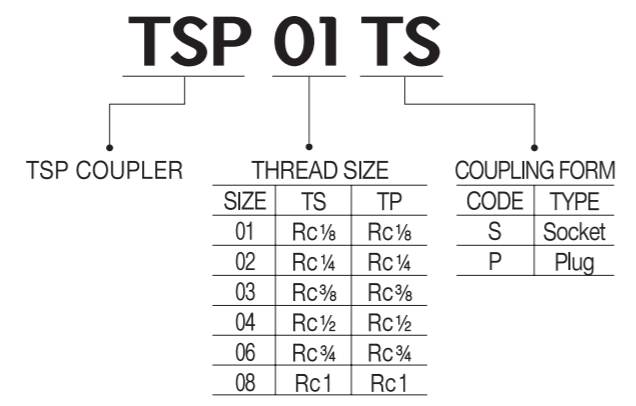 TSP 01 TS
TSP COUPLER
THREAD SIZE
SIZE TS TP
01 Rc⅛ Rc⅛
02 Rc¼ Rc¼
03 Rc⅜ Rc⅜
04 Rc½ Rc½
06 Rc¾ Rc¾
08 Rc1 Rc1
COUPLING FORM
CODE TYPE
S Socket
P Plug